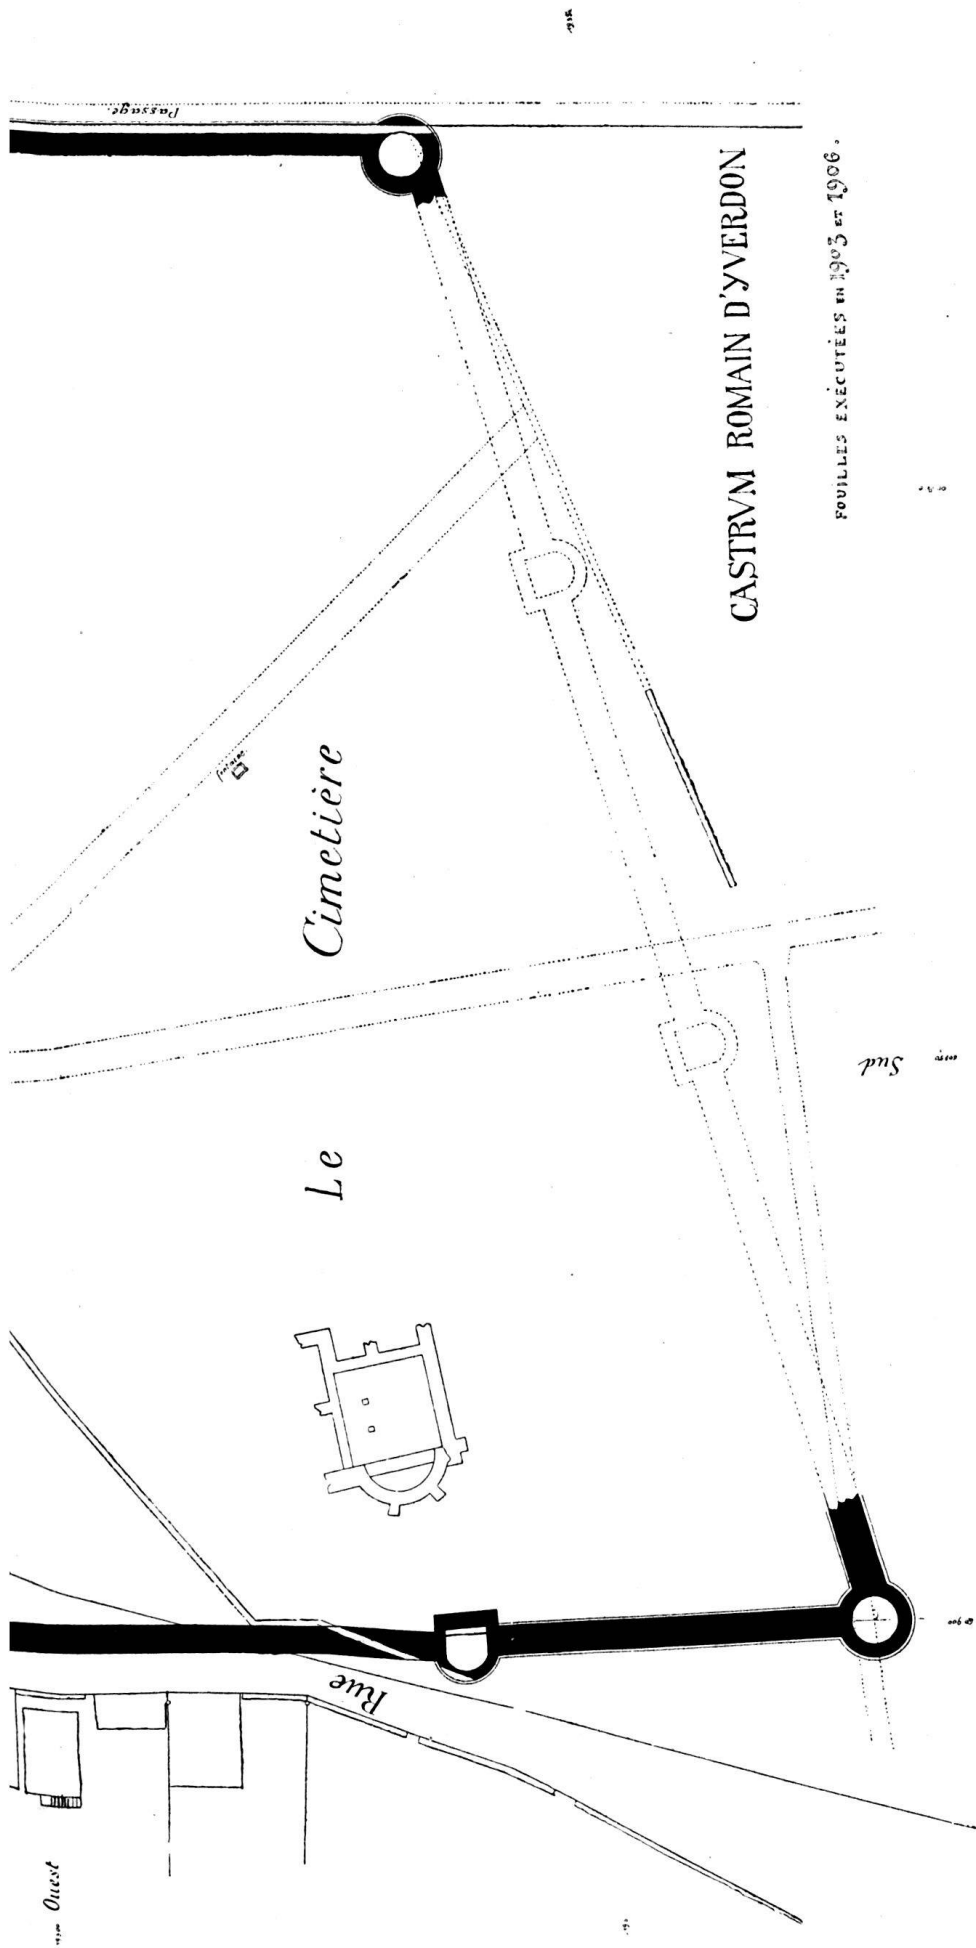 CASTRVM ROMAIN D'YVERDON
FOUILLES EXÉCUTÉES EN 1903 ET 1906.
Passage.
Le Cimetière
Rue
Sud
Ouest